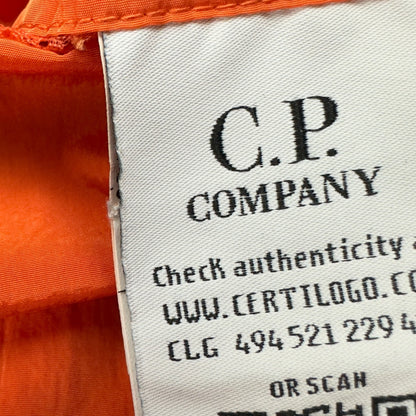 C.P.
COMPANY
Check authenticity
WWW.CERTILOGO.CO
CLG 494 521 229 4
OR SCAN